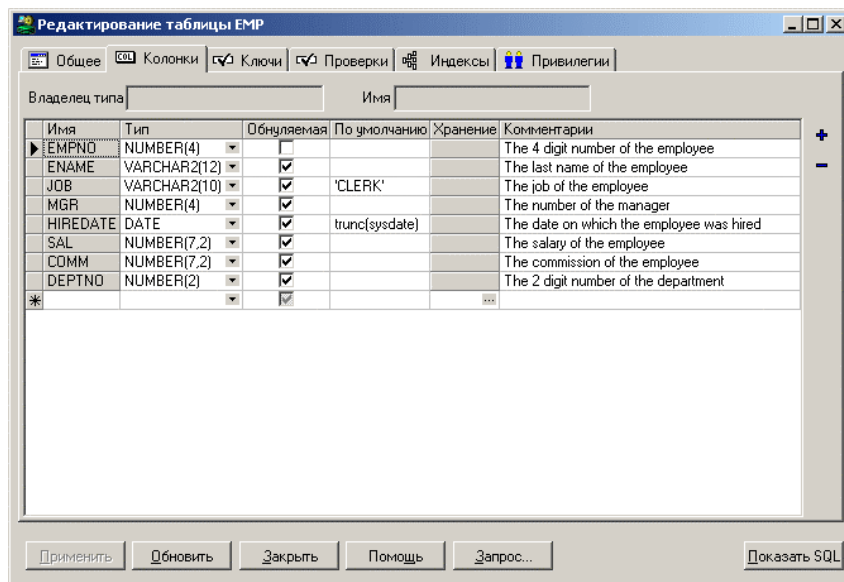 Редактирование таблицы EMP
Общее Колонки Ключи Проверки Индексы Привилегии
Владелец типа Имя
Имя Тип Обнуляемая По умолчанию Хранение Комментарии
EMPNO NUMBER(4) The 4 digit number of the employee
ENAME VARCHAR2(12) The last name of the employee
JOB VARCHAR2(10) 'CLERK' The job of the employee
MGR NUMBER(4) The number of the manager
HIREDATE DATE trunc(sysdate) The date on which the employee was hired
SAL NUMBER(7,2) The salary of the employee
COMM NUMBER(7,2) The commission of the employee
DEPTNO NUMBER(2) The 2 digit number of the department
Применить Обновить Закрыть Помощь Запрос... Показать SQL